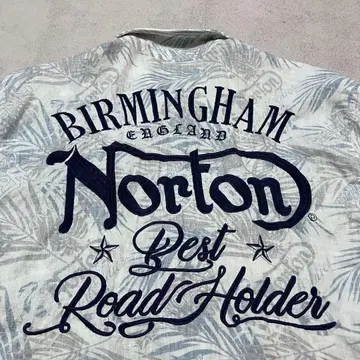 BIRMINGHAM
ENGLAND
Norton®
Best
Road Holder